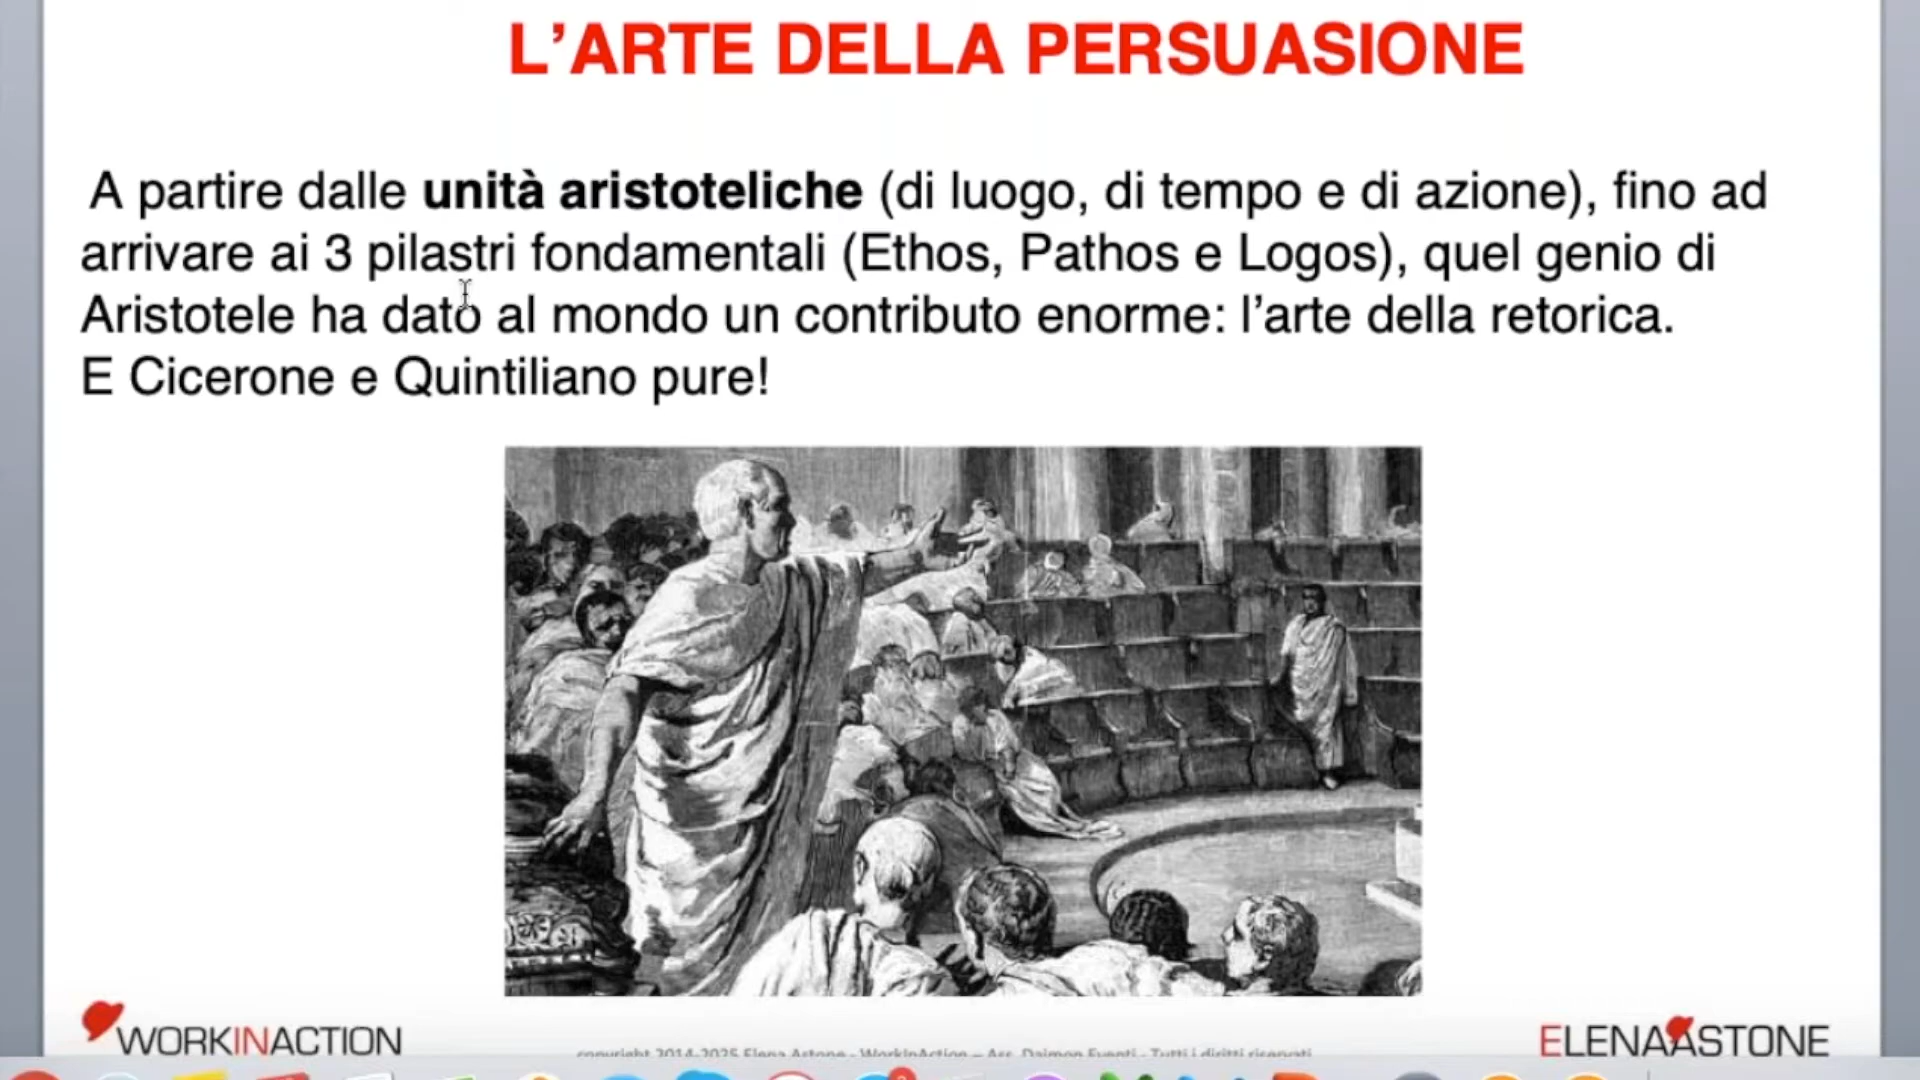 L’ARTE DELLA PERSUASIONE
A partire dalle unità aristoteliche (di luogo, di tempo e di azione), fino ad
arrivare ai 3 pilastri fondamentali (Ethos, Pathos e Logos), quel genio di
Aristotele ha dato al mondo un contributo enorme: l’arte della retorica.
E Cicerone e Quintiliano pure!
WORKINACTION
copyright 2014-2025 Elena Astone - WorkInAction – Ass. Daimon Eventi - Tutti i diritti riservati
ELENAASTONE